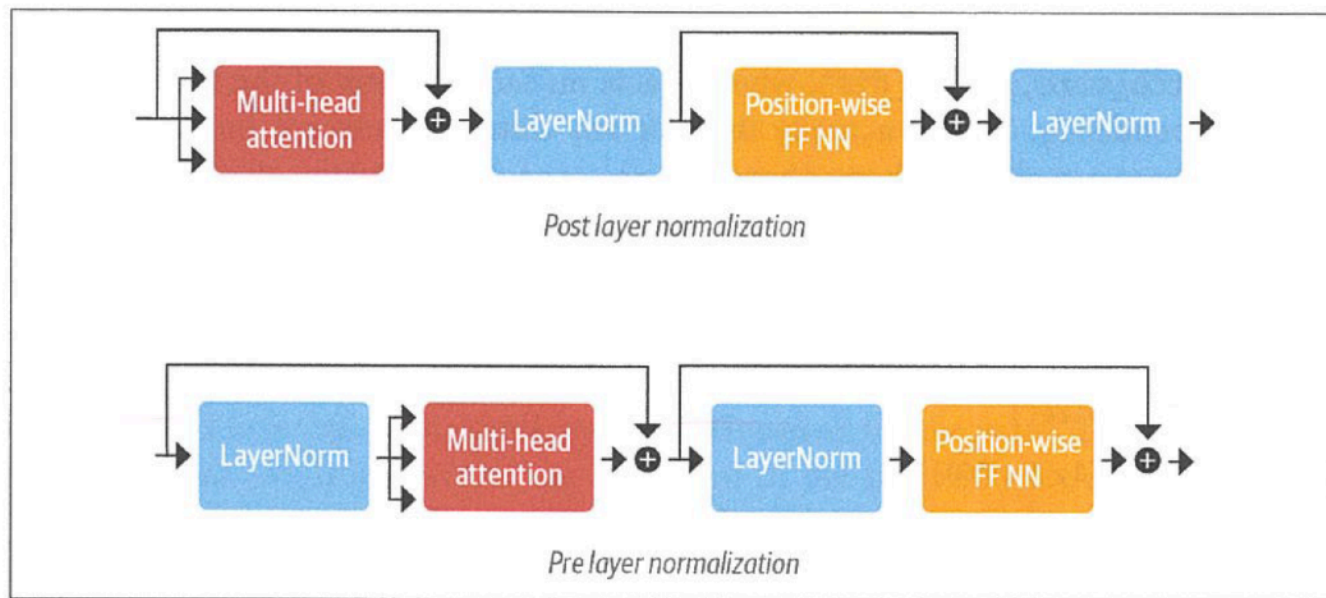 Multi-head
attention
LayerNorm
Position-wise
FF NN
LayerNorm
Post layer normalization
LayerNorm
Multi-head
attention
LayerNorm
Position-wise
FF NN
Pre layer normalization